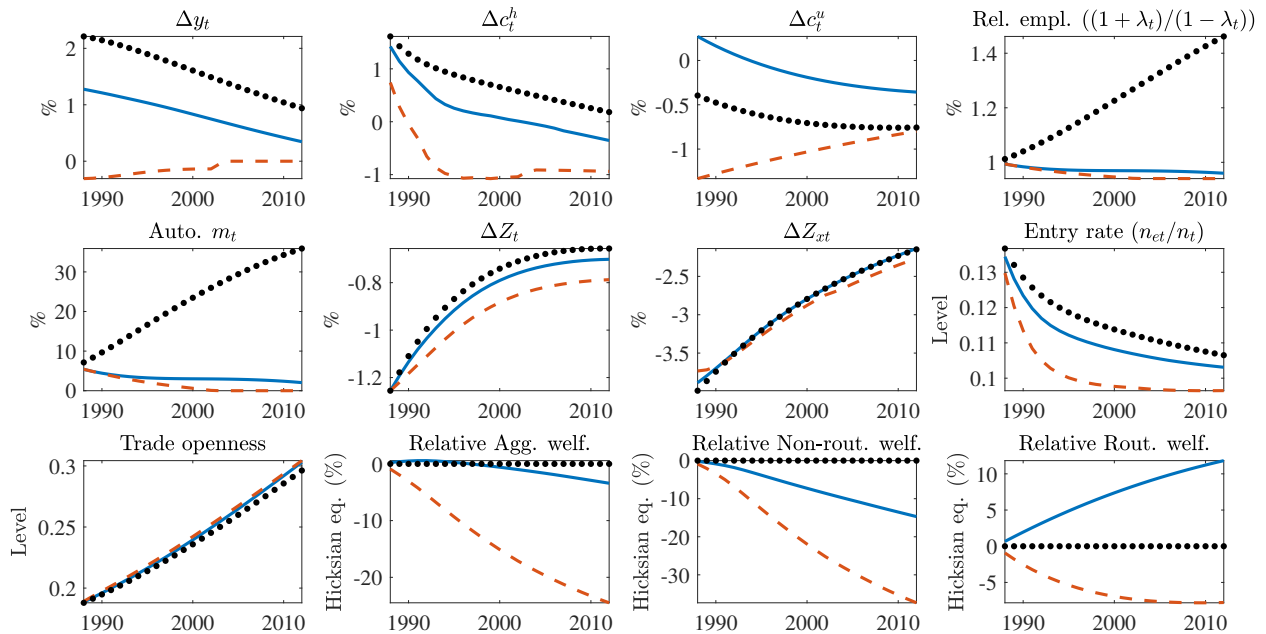 Δy_t
%
2
1
0
1990 2000 2010
Δc_t^h
%
1
0
-1
1990 2000 2010
Δc_t^u
%
0
-0.5
-1
1990 2000 2010
Rel. empl. ((1 + λ_t)/(1 − λ_t))
%
1.4
1.2
1
1990 2000 2010
Auto. m_t
%
30
20
10
0
1990 2000 2010
ΔZ_t
%
-0.8
-1
-1.2
1990 2000 2010
ΔZ_{xt}
%
-2.5
-3
-3.5
1990 2000 2010
Entry rate (n_{et}/n_t)
Level
0.13
0.12
0.11
0.1
1990 2000 2010
Trade openness
Level
0.3
0.25
0.2
1990 2000 2010
Relative Agg. welf.
Hicksian eq. (%)
0
-10
-20
1990 2000 2010
Relative Non-rout. welf.
Hicksian eq. (%)
0
-10
-20
-30
1990 2000 2010
Relative Rout. welf.
Hicksian eq. (%)
10
5
0
-5
1990 2000 2010